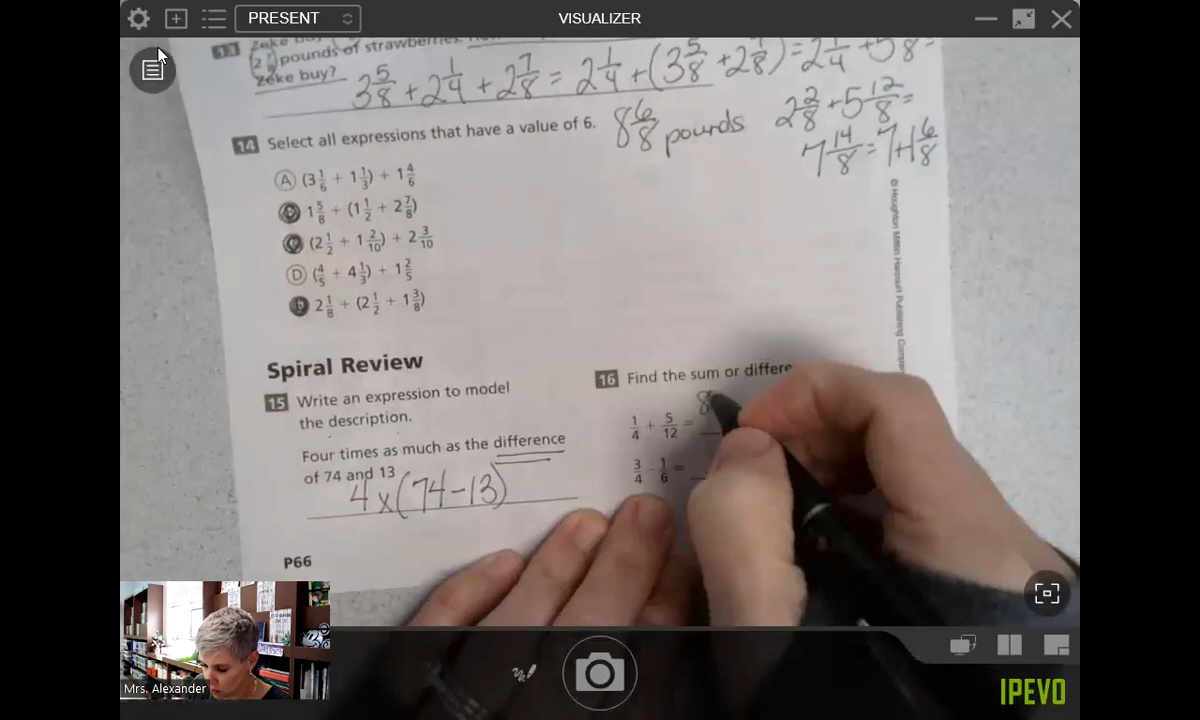 PRESENT
VISUALIZER
13 Zeke
(2 7/8) pounds of strawberries.
Zeke buy?
3 5/8 + 2 1/4 + 2 7/8 = 2 1/4 + (3 5/8 + 2 7/8) = 2 1/4 + 5
2 2/8 + 5 12/8 =
7 14/8 = 7+1 6/8
8 6/8 pounds
14 Select all expressions that have a value of 6.
A (3 1/6 + 1 1/3) + 1 4/6
1 5/8 + (1 1/2 + 2 7/8)
(2 1/2 + 1 2/10) + 2 3/10
D (4/5 + 4 1/3) + 1 2/5
2 1/8 + (2 1/2 + 1 3/8)
© Houghton Mifflin Harcourt Publishing Compa
Spiral Review
15 Write an expression to model
the description.
Four times as much as the difference
of 74 and 13
4 x (74-13)
16 Find the sum or differe
8
1/4 + 5/12 =
3/4 - 1/6 =
P66
Mrs. Alexander
IPEVO